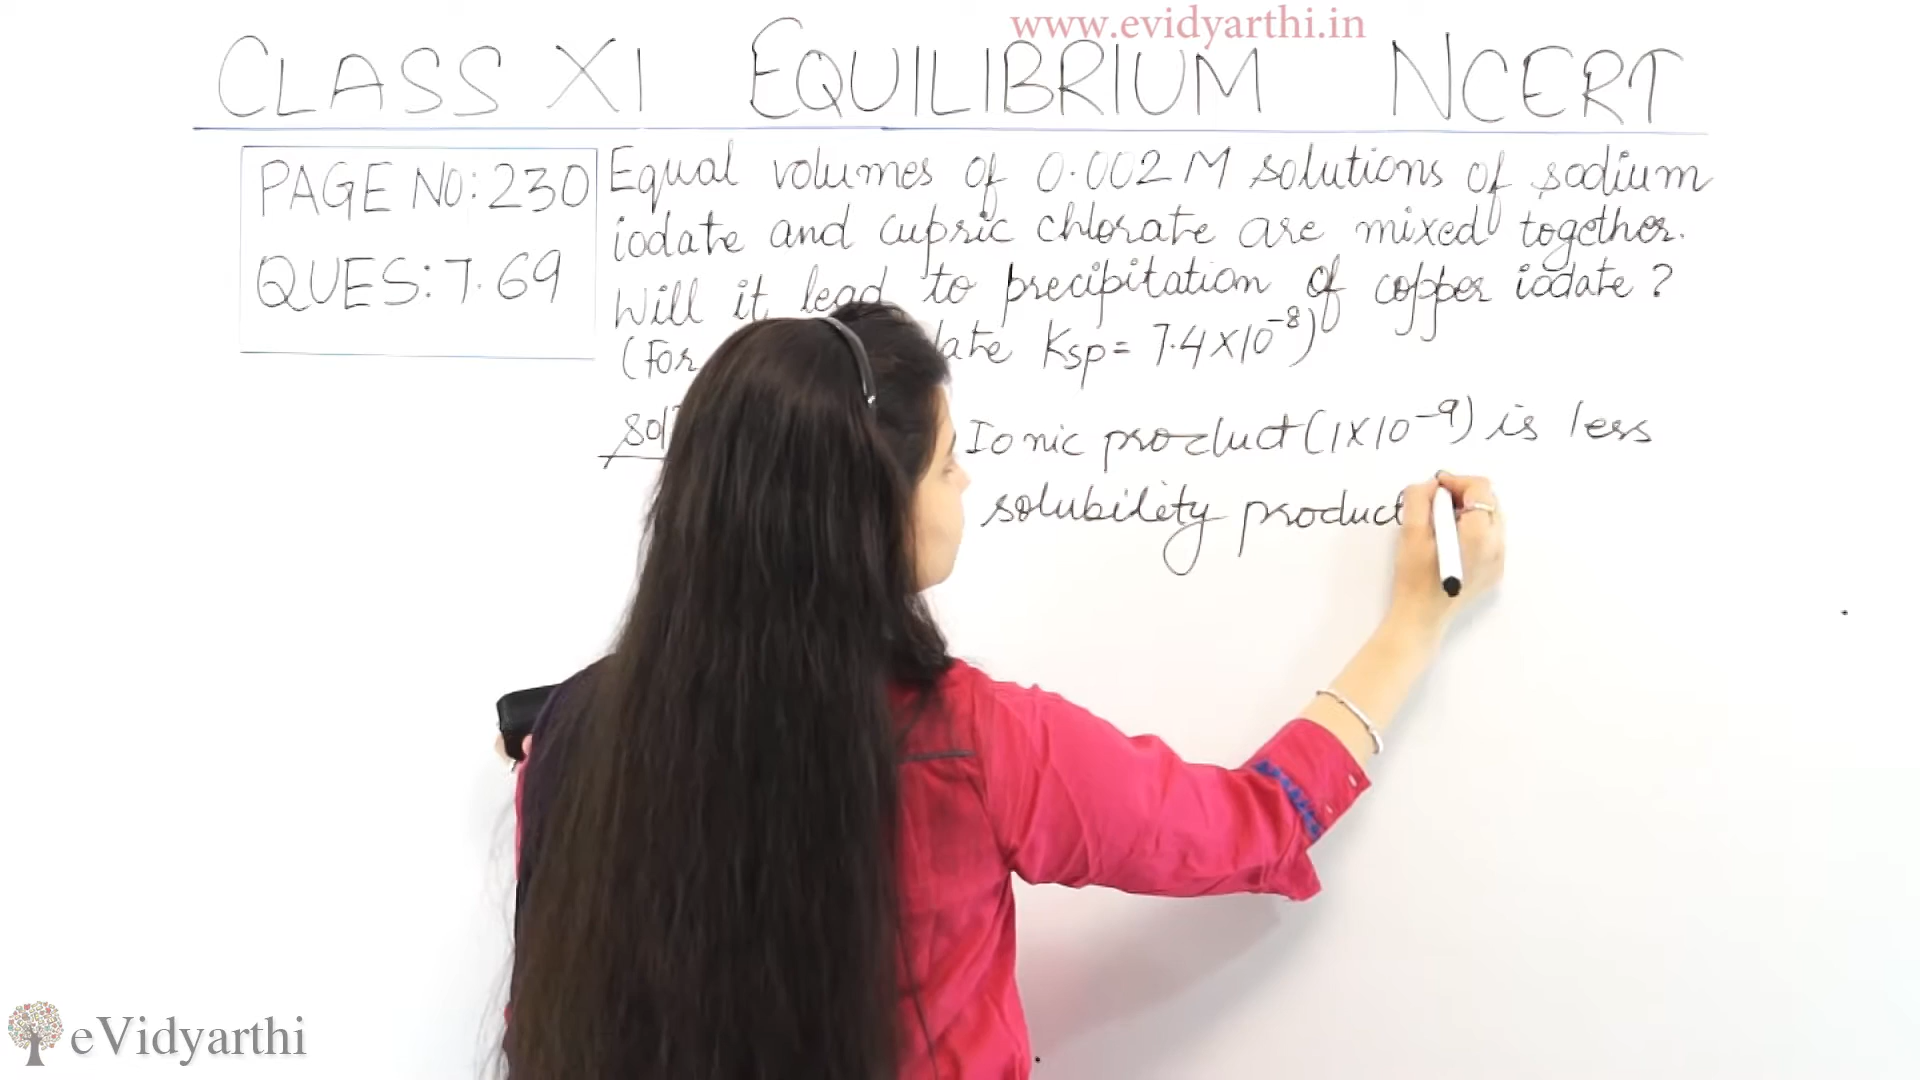 www.evidyarthi.in
CLASS XI EQUILIBRIUM NCERT
PAGE NO: 230
QUES: 7.69
Equal volumes of 0.002 M solutions of sodium
iodate and cupric chlorate are mixed together.
Will it lead to precipitation of copper iodate?
(For Ksp = 7.4 X 10⁻⁸)
Ionic product (1 X 10⁻⁹) is less
solubility product
eVidyarthi